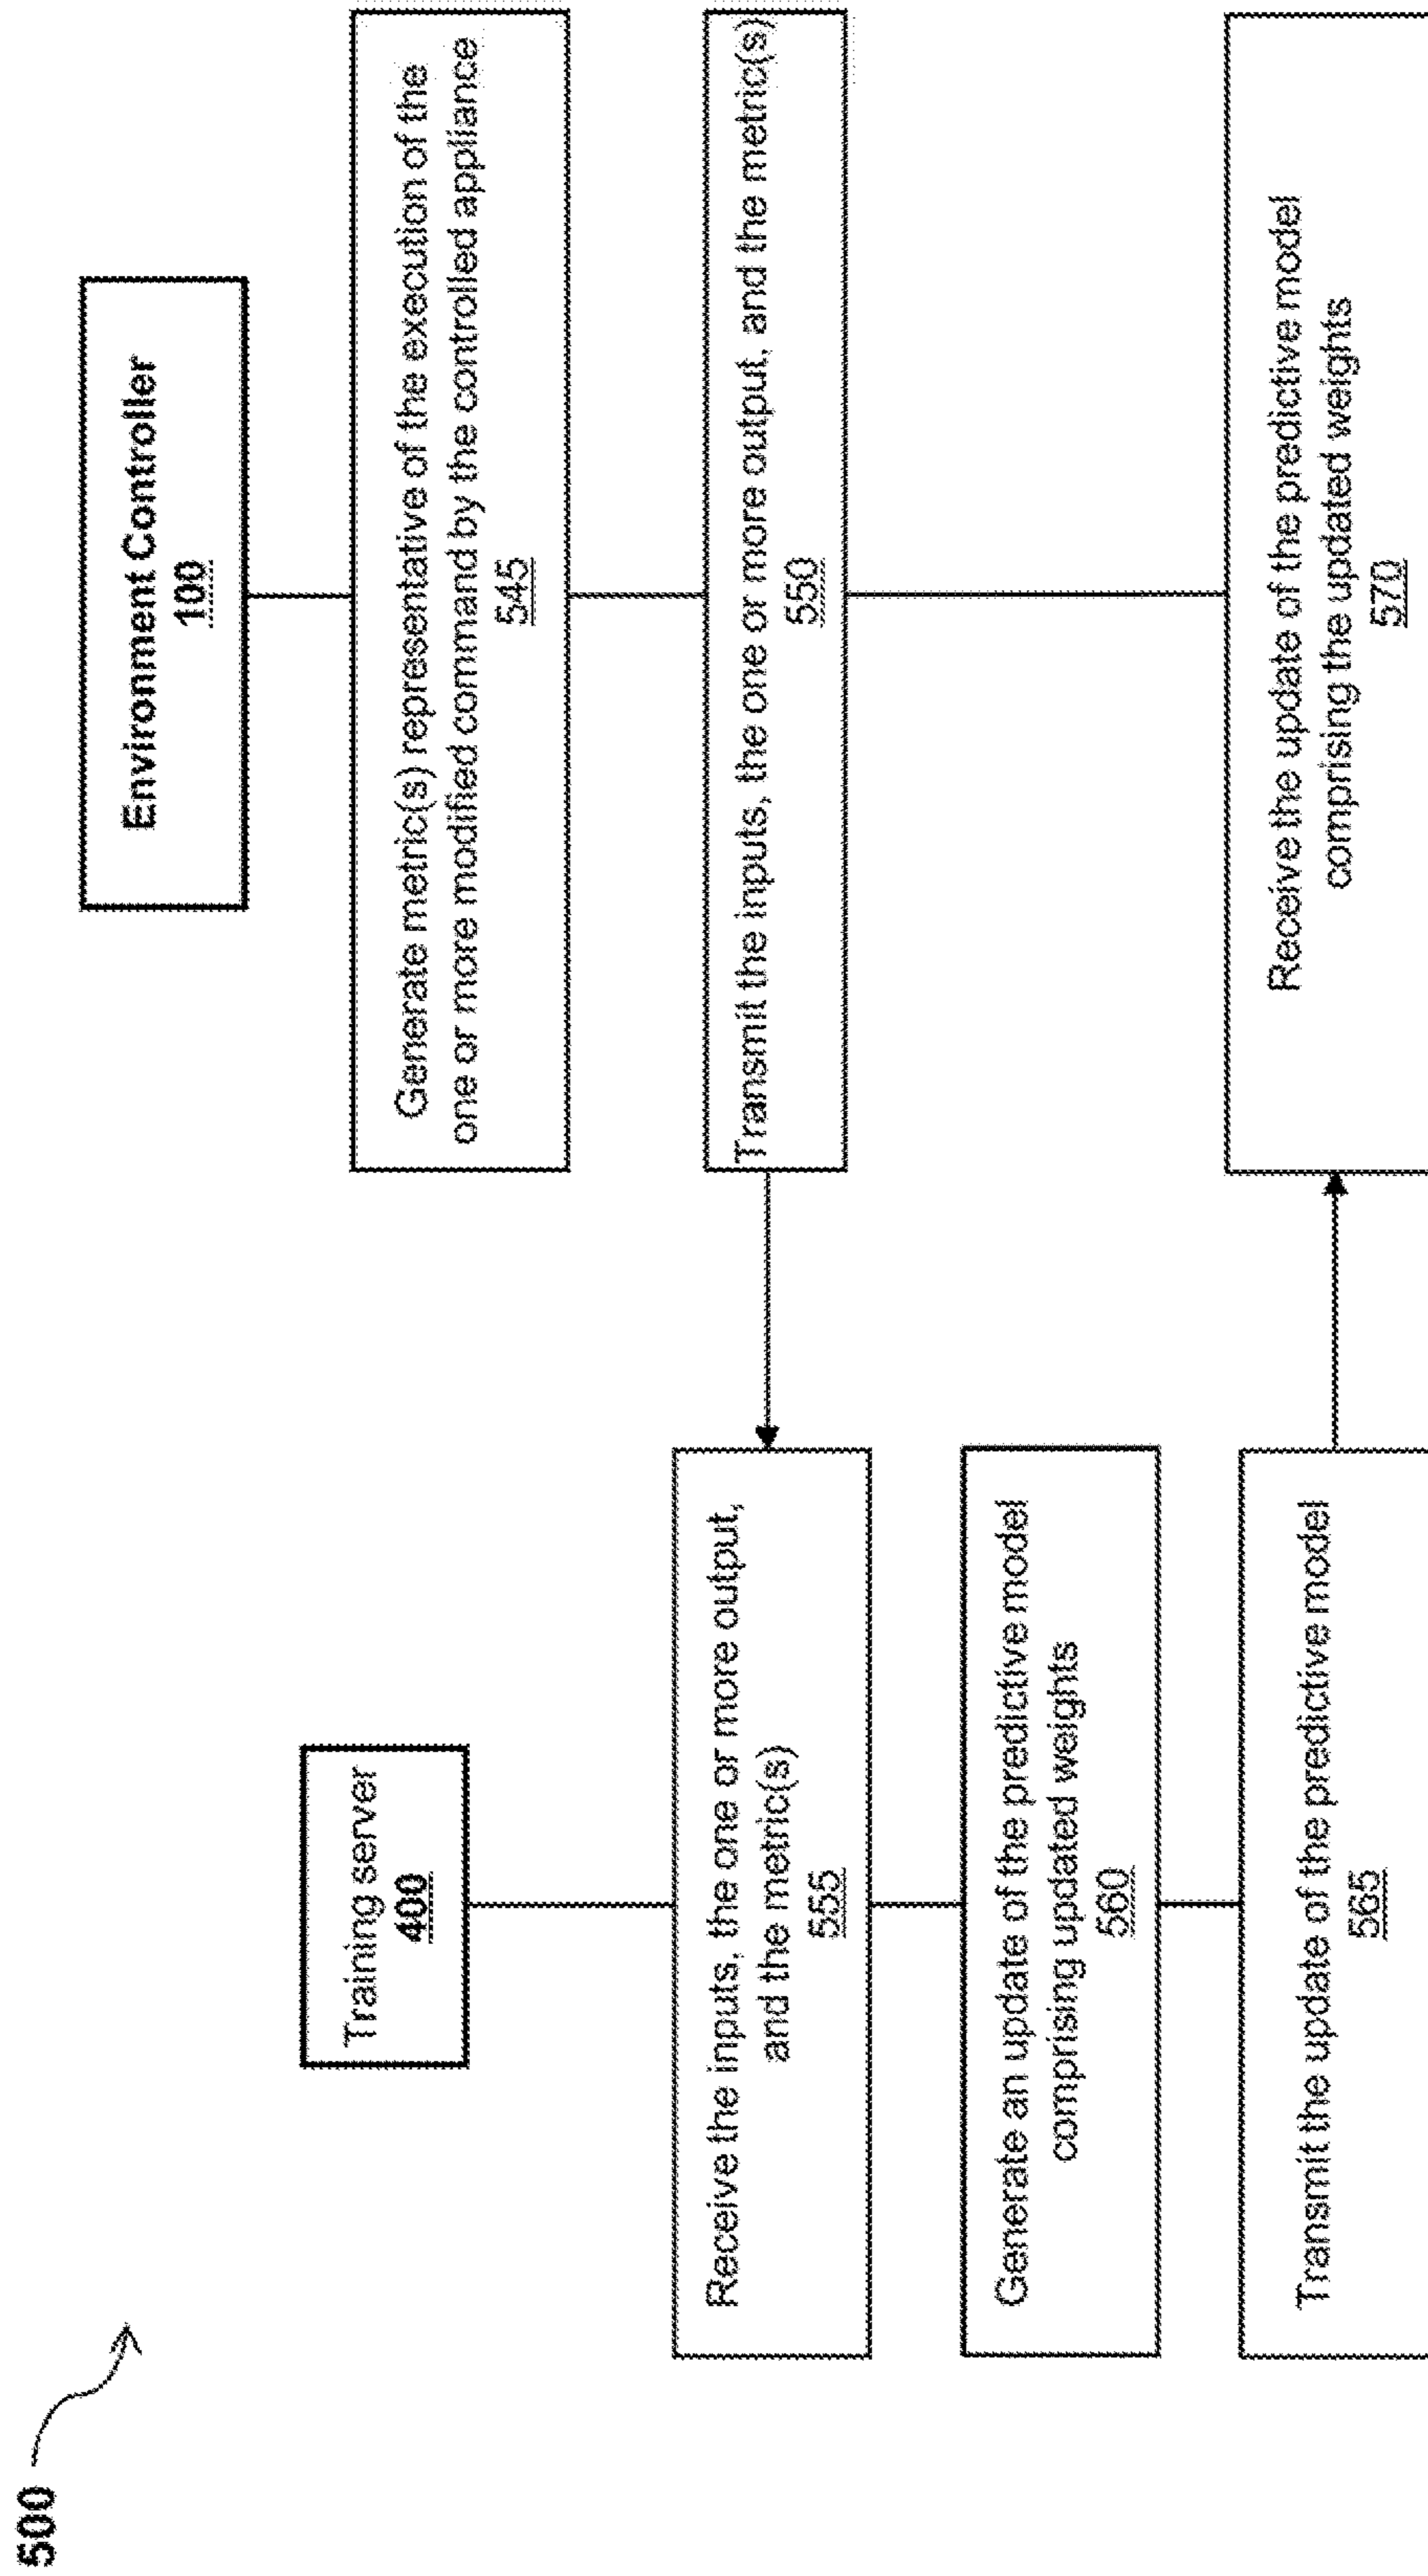 500
Environment Controller
100
Training server
400
Generate metric(s) representative of the execution of the
one or more modified command by the controlled appliance
545
Transmit the inputs, the one or more output, and the metric(s)
550
Receive the inputs, the one or more output,
and the metric(s)
555
Generate an update of the predictive model
comprising updated weights
560
Transmit the update of the predictive model
565
Receive the update of the predictive model
comprising the updated weights
570